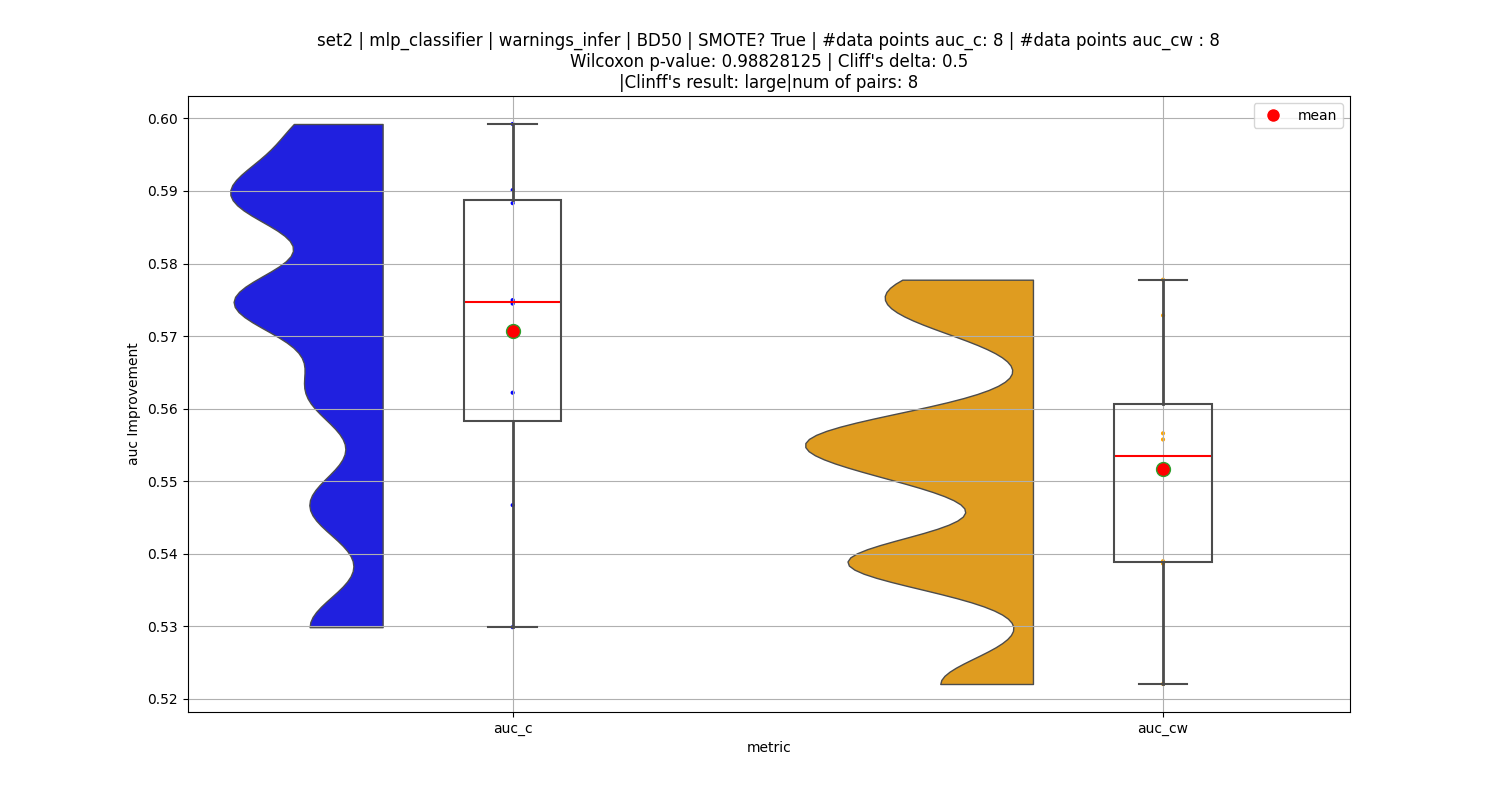 set2 | mlp_classifier | warnings_infer | BD50 | SMOTE? True | #data points auc_c: 8 | #data points auc_cw : 8
Wilcoxon p-value: 0.98828125 | Cliff's delta: 0.5
|Clinff's result: large|num of pairs: 8
mean
0.60
0.59
0.58
0.57
0.56
0.55
0.54
0.53
0.52
auc Improvement
auc_c
auc_cw
metric